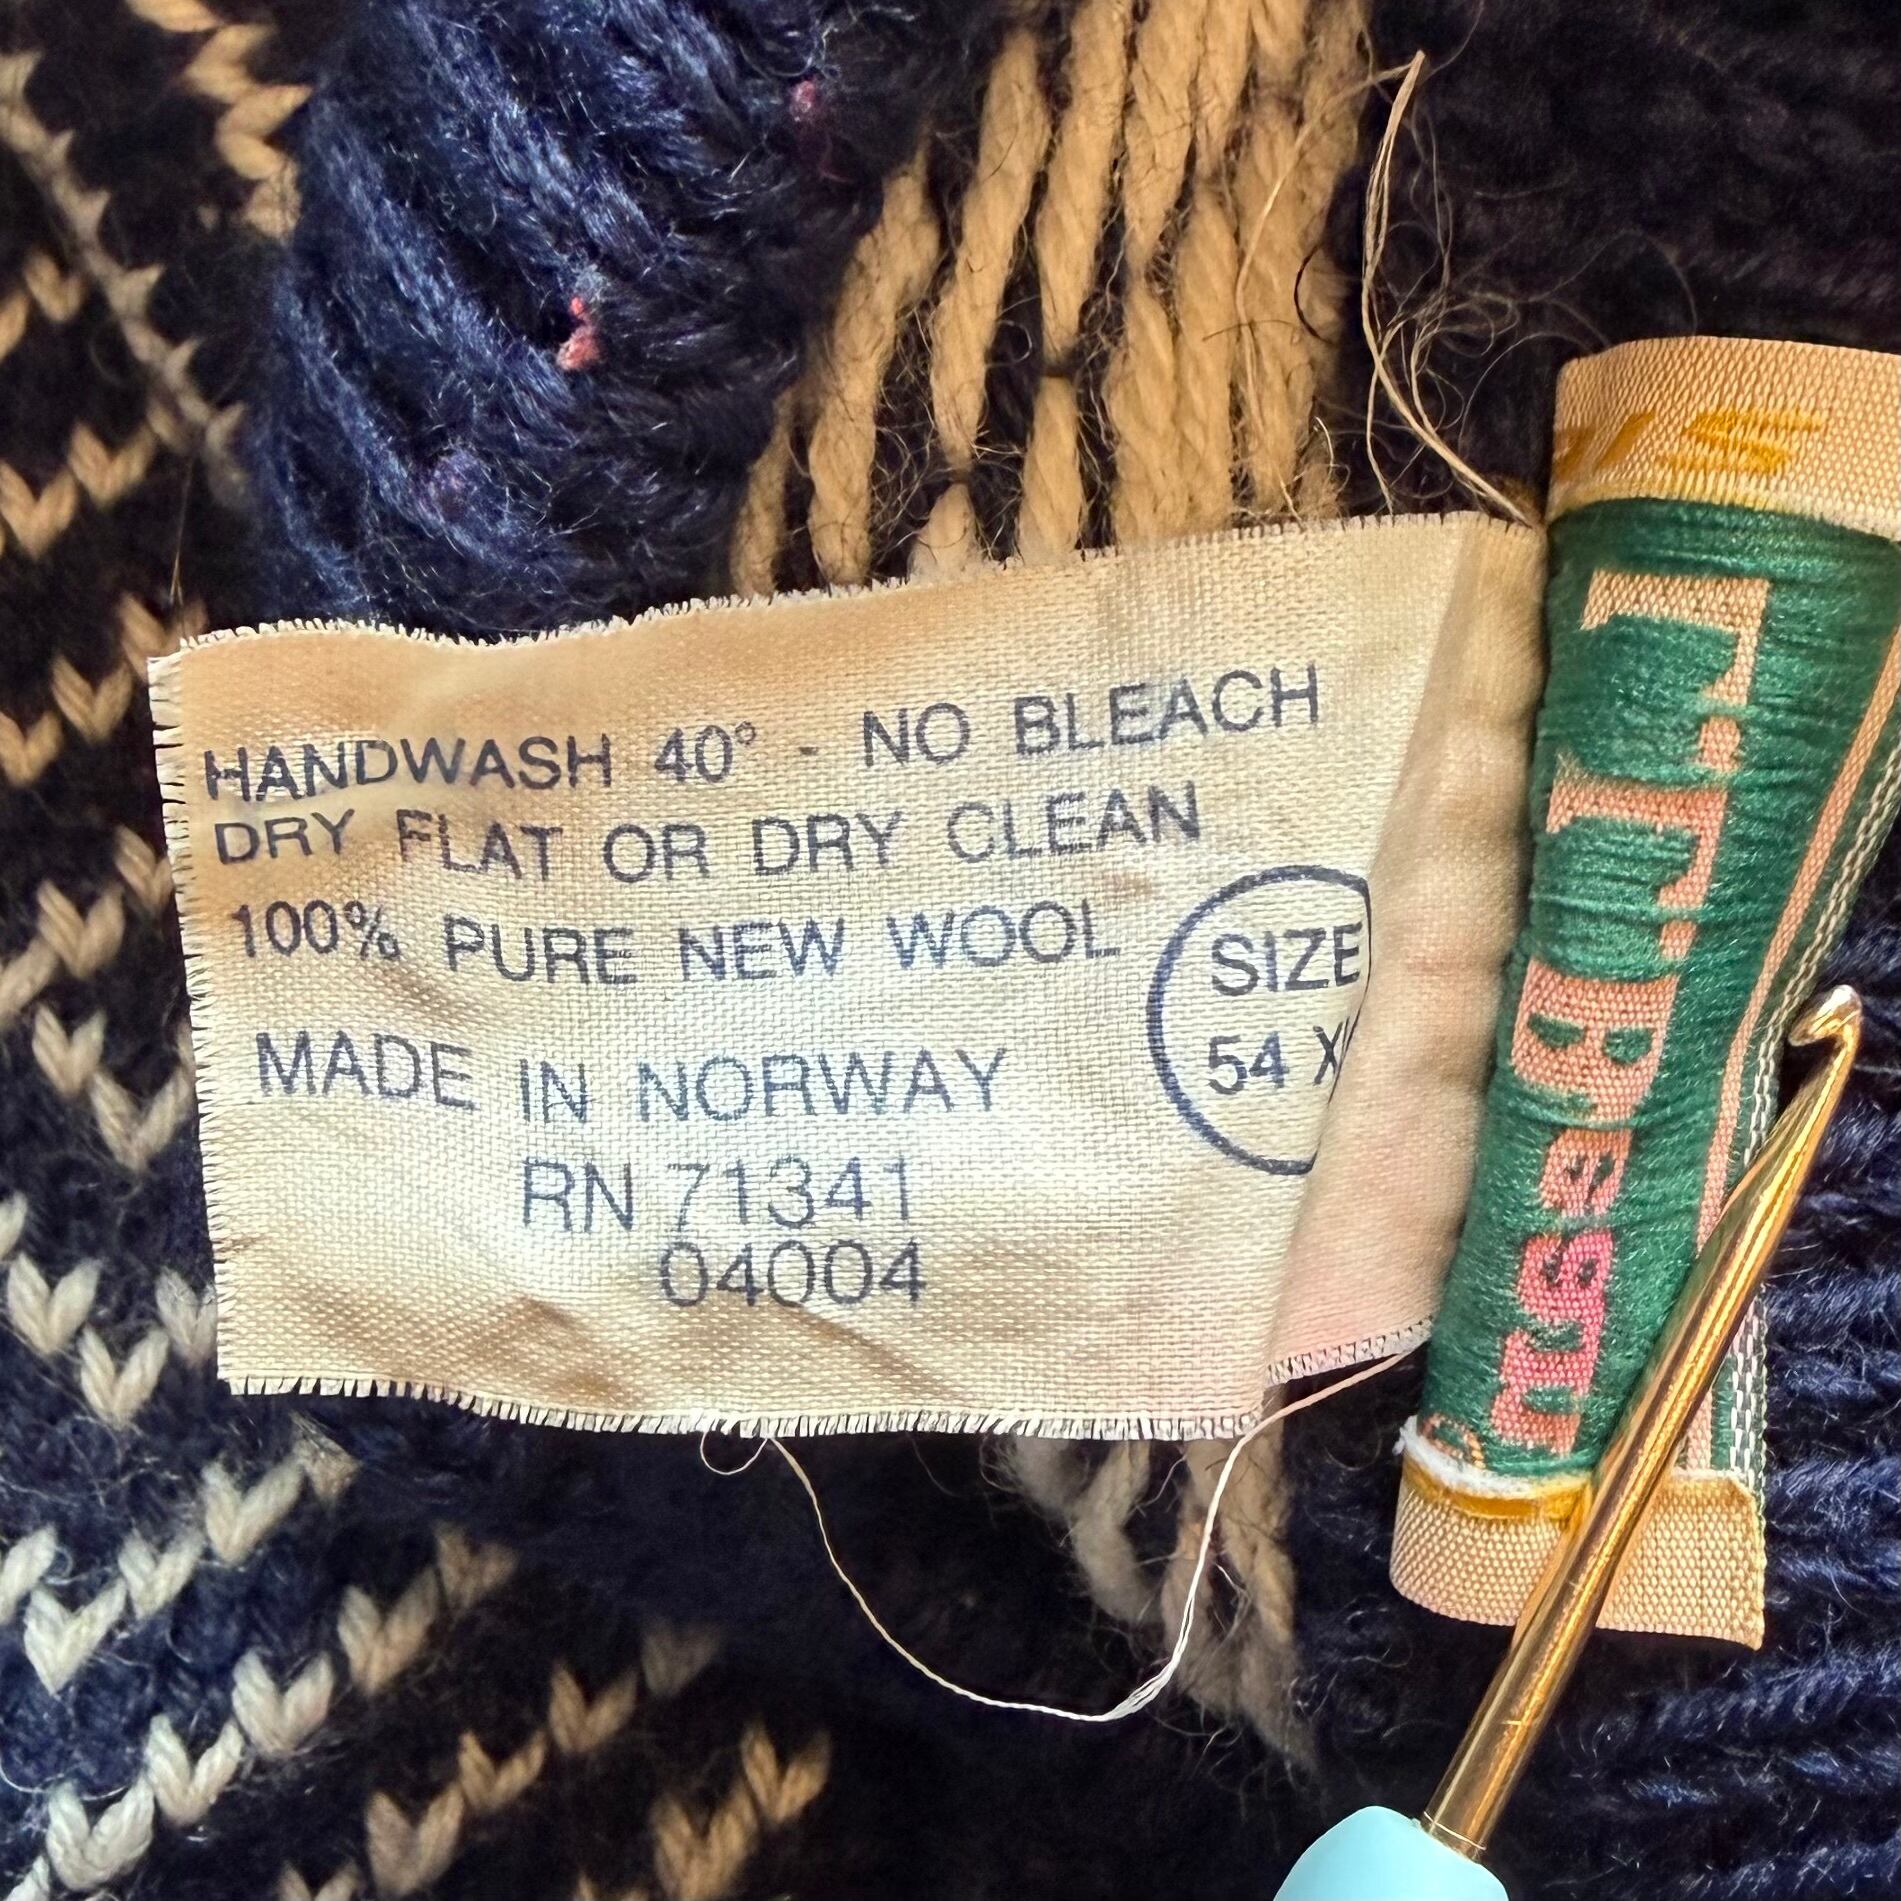 HANDWASH 40° - NO BLEACH
DRY FLAT OR DRY CLEAN
100% PURE NEW WOOL
MADE IN NORWAY
RN 71341
04004
SIZE
54